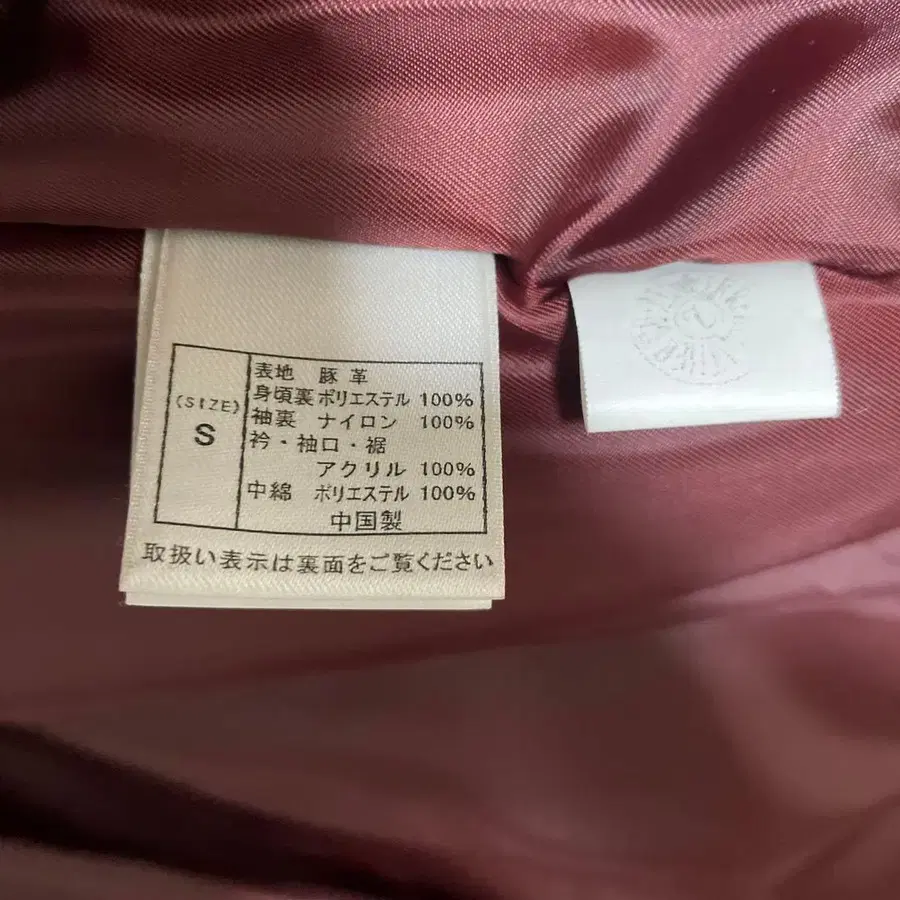 (SIZE)
S
表地 豚革
身頃裏 ポリエステル 100%
袖裏 ナイロン 100%
衿・袖口・裾
アクリル 100%
中綿 ポリエステル 100%
中国製
取扱い表示は裏面をご覧ください